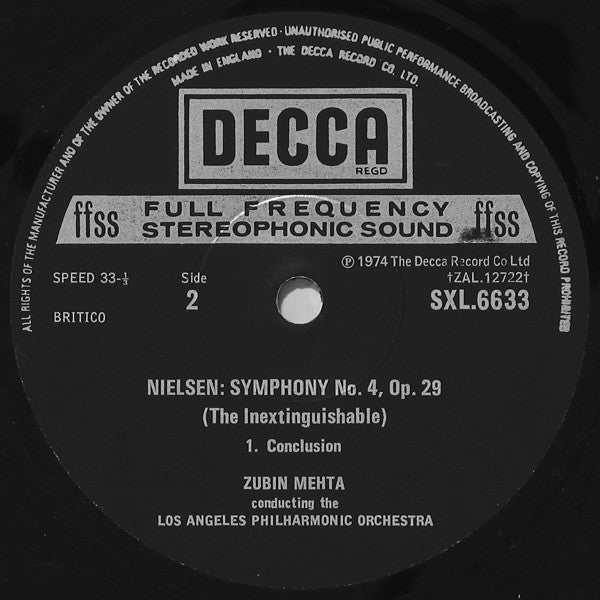 ALL RIGHTS OF THE MANUFACTURER AND OF THE OWNER OF THE RECORDED WORK RESERVED · UNAUTHORISED PUBLIC PERFORMANCE BROADCASTING AND COPYING OF THIS RECORD PROHIBITED
MADE IN ENGLAND · THE DECCA RECORD CO. LTD.
DECCA
REGD
ffss FULL FREQUENCY ffss
STEREOPHONIC SOUND
SPEED 33-⅓ Side ℗ 1974 The Decca Record Co Ltd
2 †ZAL.12722†
BRITICO SXL.6633
NIELSEN: SYMPHONY No. 4, Op. 29
(The Inextinguishable)
1. Conclusion
ZUBIN MEHTA
conducting the
LOS ANGELES PHILHARMONIC ORCHESTRA